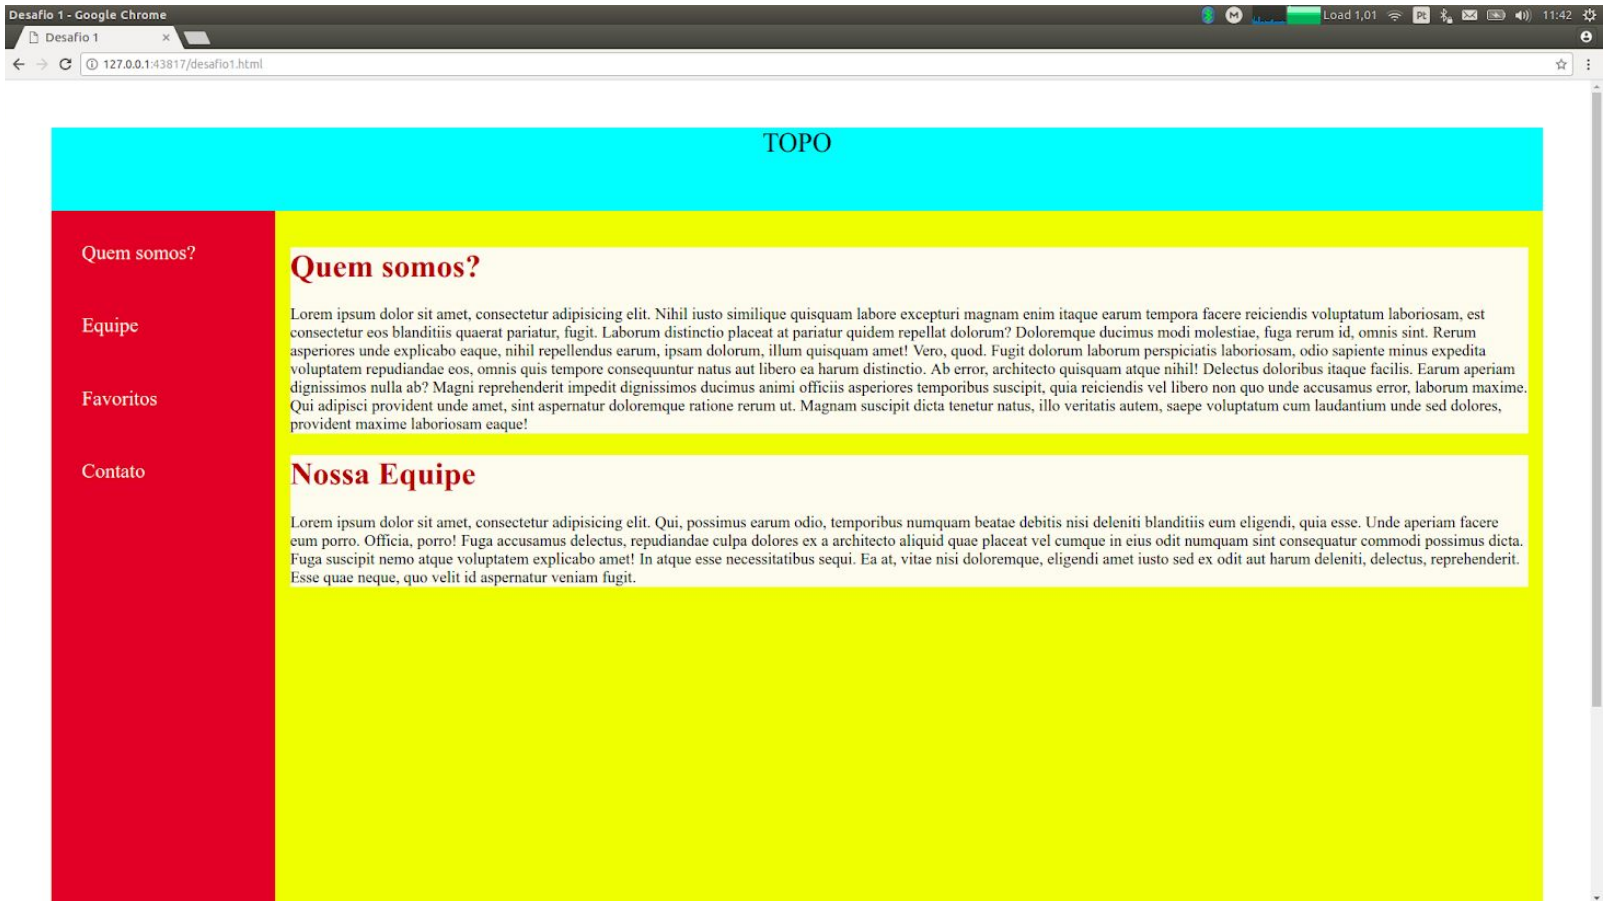 Desafio 1 - Google Chrome
Load 1,01 Pt 11:42
Desafio 1
127.0.0.1:43817/desafio1.html
TOPO
Quem somos?
Equipe
Favoritos
Contato
Quem somos?
Lorem ipsum dolor sit amet, consectetur adipisicing elit. Nihil iusto similique quisquam labore excepturi magnam enim itaque earum tempora facere reiciendis voluptatum laboriosam, est
consectetur eos blanditiis quaerat pariatur, fugit. Laborum distinctio placeat at pariatur quidem repellat dolorum? Doloremque ducimus modi molestiae, fuga rerum id, omnis sint. Rerum
asperiores unde explicabo eaque, nihil repellendus earum, ipsam dolorum, illum quisquam amet! Vero, quod. Fugit dolorum laborum perspiciatis laboriosam, odio sapiente minus expedita
voluptatem repudiandae eos, omnis quis tempore consequuntur natus aut libero ea harum distinctio. Ab error, architecto quisquam atque nihil! Delectus doloribus itaque facilis. Earum aperiam
dignissimos nulla ab? Magni reprehenderit impedit dignissimos ducimus animi officiis asperiores temporibus suscipit, quia reiciendis vel libero non quo unde accusamus error, laborum maxime.
Qui adipisci provident unde amet, sint aspernatur doloremque ratione rerum ut. Magnam suscipit dicta tenetur natus, illo veritatis autem, saepe voluptatum cum laudantium unde sed dolores,
provident maxime laboriosam eaque!
Nossa Equipe
Lorem ipsum dolor sit amet, consectetur adipisicing elit. Qui, possimus earum odio, temporibus numquam beatae debitis nisi deleniti blanditiis eum eligendi, quia esse. Unde aperiam facere
eum porro. Officia, porro! Fuga accusamus delectus, repudiandae culpa dolores ex a architecto aliquid quae placeat vel cumque in eius odit numquam sint consequatur commodi possimus dicta.
Fuga suscipit nemo atque voluptatem explicabo amet! In atque esse necessitatibus sequi. Ea at, vitae nisi doloremque, eligendi amet iusto sed ex odit aut harum deleniti, delectus, reprehenderit.
Esse quae neque, quo velit id aspernatur veniam fugit.